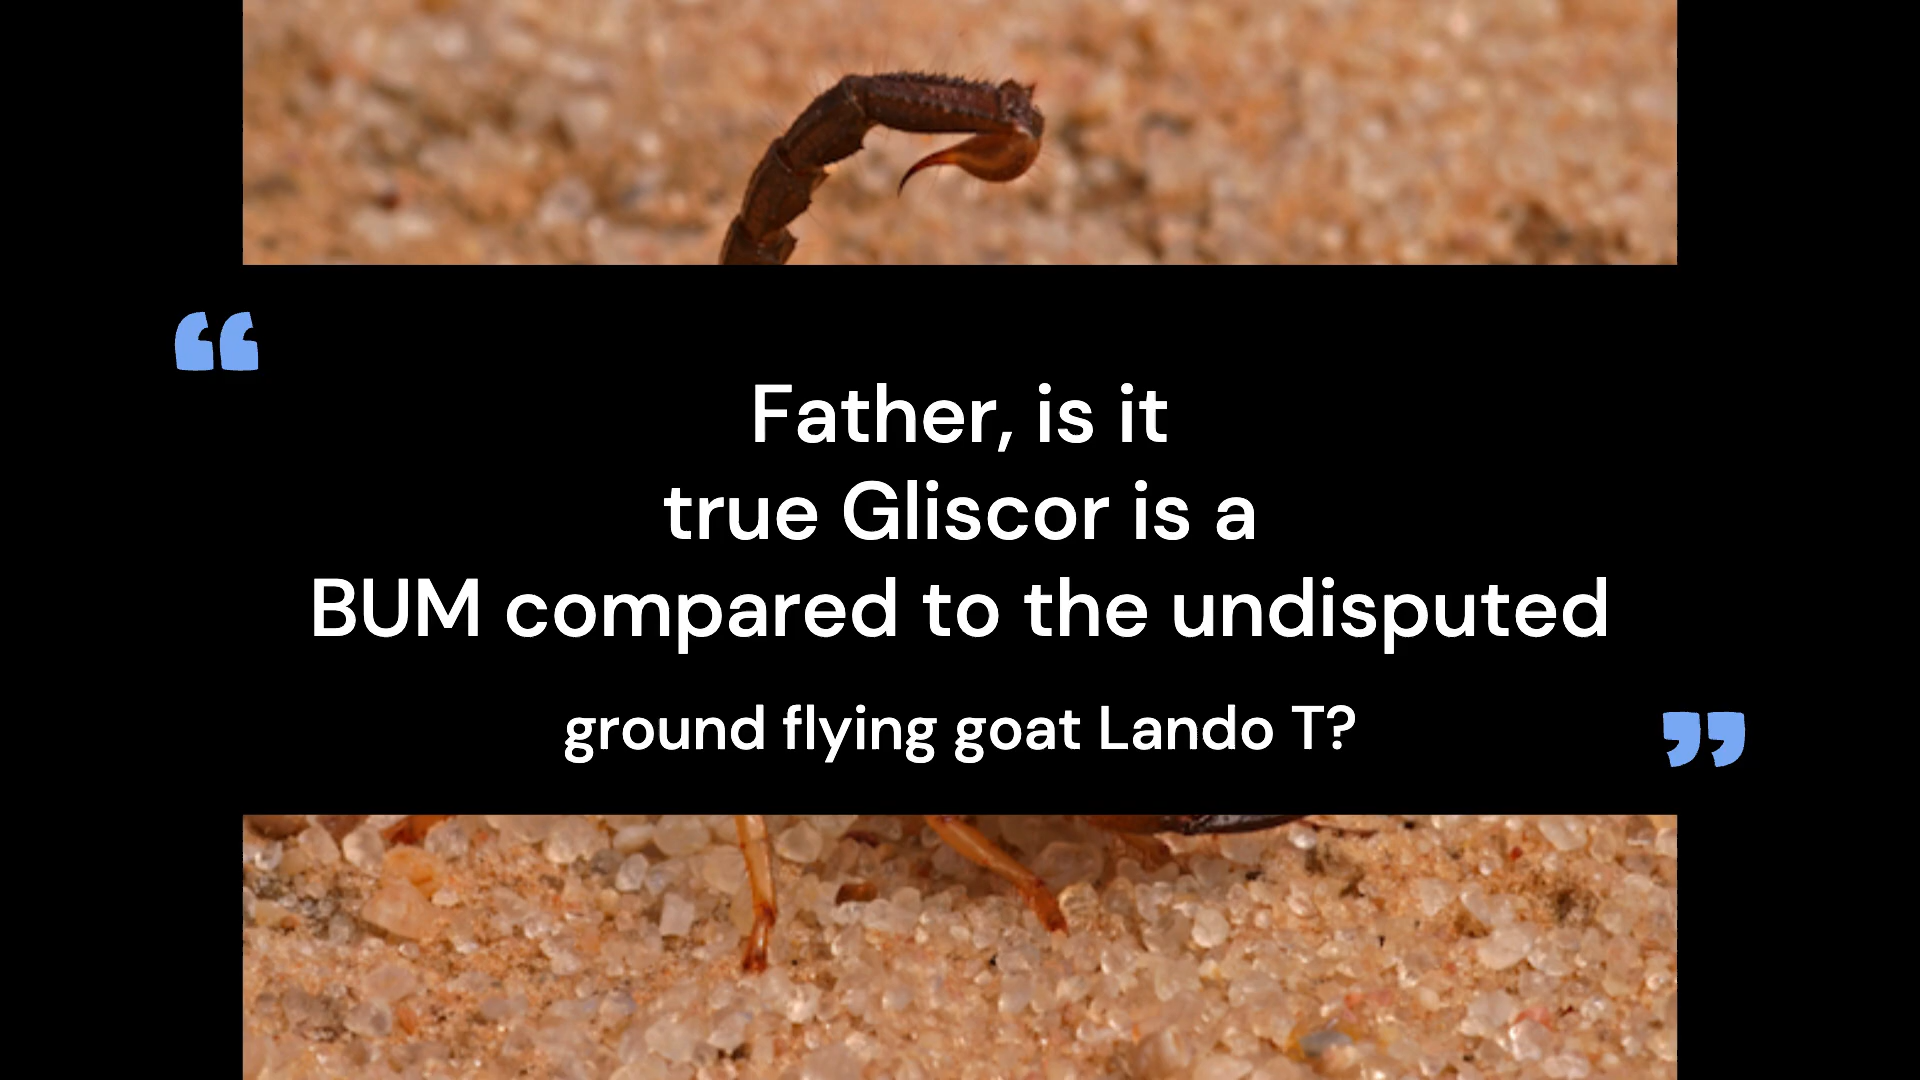 “
Father, is it
true Gliscor is a
BUM compared to the undisputed
ground flying goat Lando T?
”